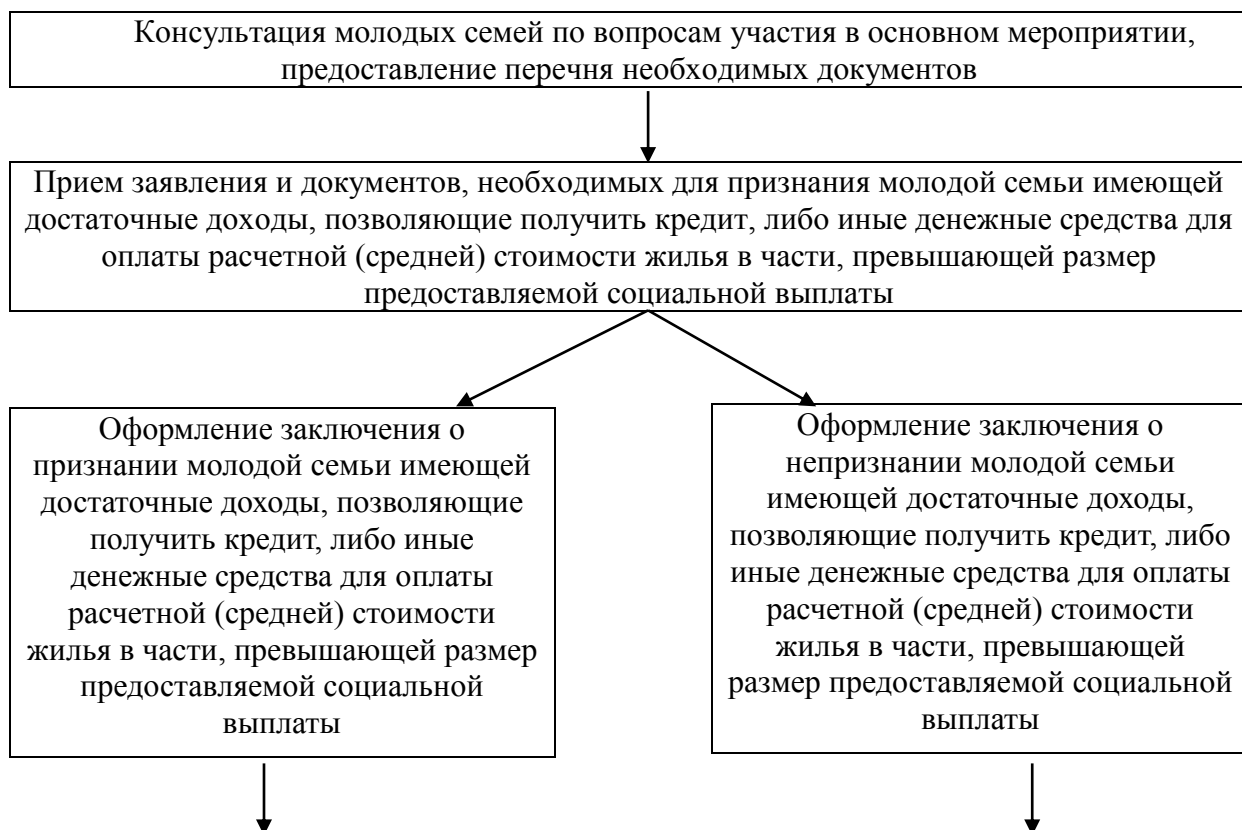 Консультация молодых семей по вопросам участия в основном мероприятии,
предоставление перечня необходимых документов
Прием заявления и документов, необходимых для признания молодой семьи имеющей
достаточные доходы, позволяющие получить кредит, либо иные денежные средства для
оплаты расчетной (средней) стоимости жилья в части, превышающей размер
предоставляемой социальной выплаты
Оформление заключения о
признании молодой семьи имеющей
достаточные доходы, позволяющие
получить кредит, либо иные
денежные средства для оплаты
расчетной (средней) стоимости
жилья в части, превышающей размер
предоставляемой социальной
выплаты
Оформление заключения о
непризнании молодой семьи
имеющей достаточные доходы,
позволяющие получить кредит, либо
иные денежные средства для оплаты
расчетной (средней) стоимости
жилья в части, превышающей
размер предоставляемой социальной
выплаты